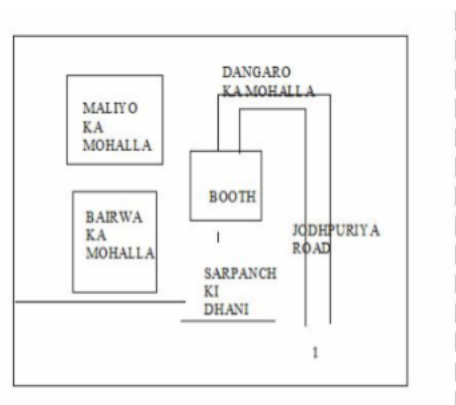 DANGARO
KA MOHALLA
MALIYO
KA
MOHALLA
BOOTH
BAIRWA
KA
MOHALLA
JODHPURIYA
ROAD
SARPANCH
KI
DHANI
1